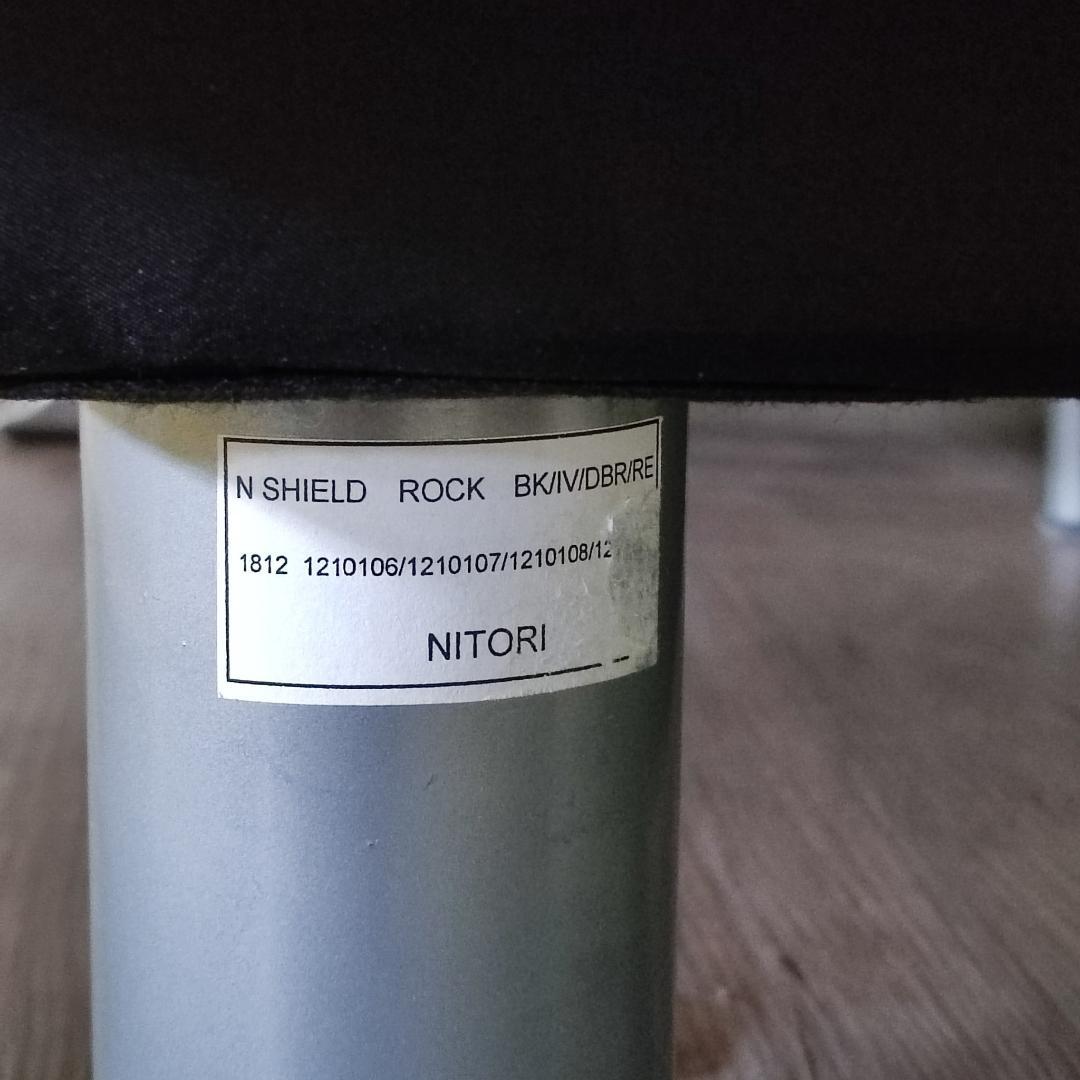 N SHIELD ROCK BK/IV/DBR/RE
1812 1210106/1210107/1210108/12
NITORI